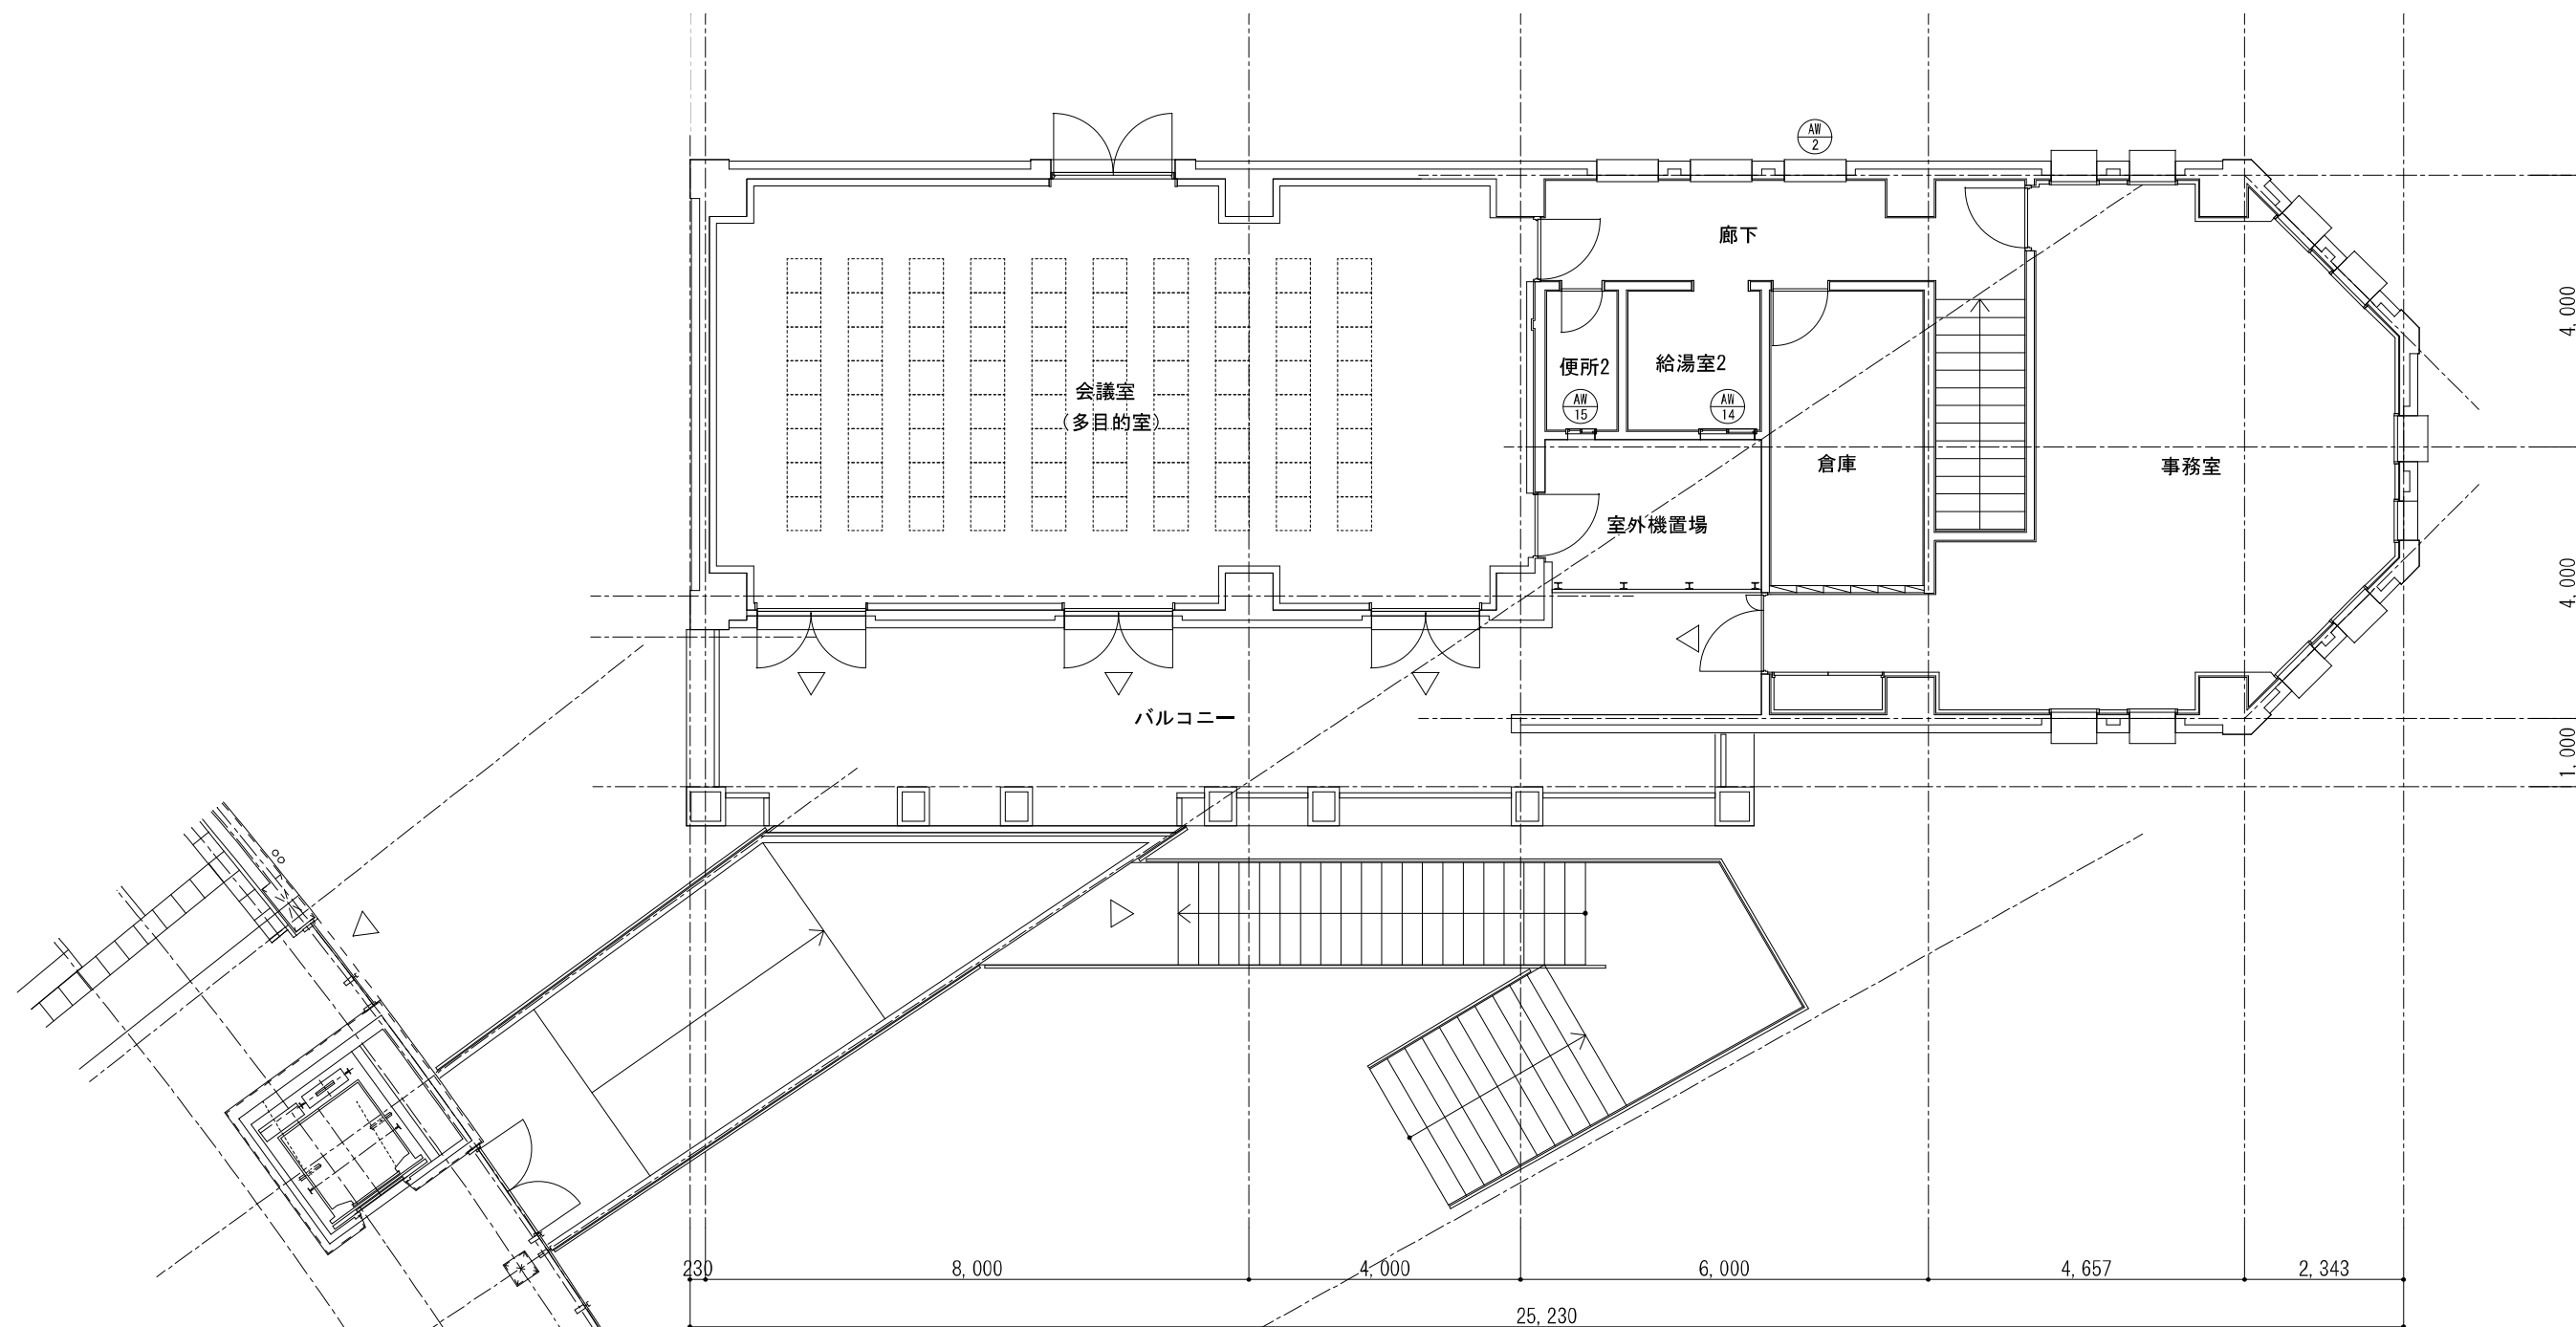 AW
2
廊下
4,000
会議室
(多目的室)
便所2
給湯室2
AW
15
AW
14
倉庫
事務室
室外機置場
4,000
バルコニー
1,000
230
8,000
4,000
6,000
4,657
2,343
25,230